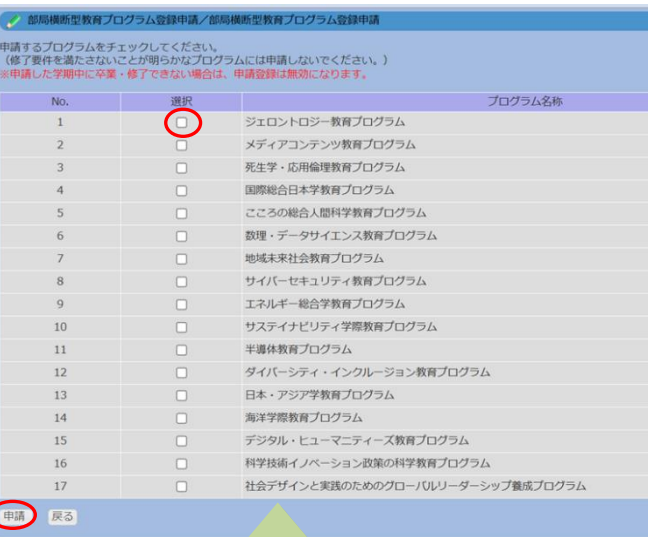 部局横断型教育プログラム登録申請／部局横断型教育プログラム登録申請
申請するプログラムをチェックしてください。
（修了要件を満たさないことが明らかなプログラムには申請しないでください。）
※申請した学期中に卒業・修了できない場合は、申請登録は無効になります。
No. 選択 プログラム名称
1 ジェロントロジー教育プログラム
2 メディアコンテンツ教育プログラム
3 死生学・応用倫理教育プログラム
4 国際総合日本学教育プログラム
5 こころの総合人間科学教育プログラム
6 数理・データサイエンス教育プログラム
7 地域未来社会教育プログラム
8 サイバーセキュリティ教育プログラム
9 エネルギー総合学教育プログラム
10 サステイナビリティ学際教育プログラム
11 半導体教育プログラム
12 ダイバーシティ・インクルージョン教育プログラム
13 日本・アジア学教育プログラム
14 海洋学際教育プログラム
15 デジタル・ヒューマニティーズ教育プログラム
16 科学技術イノベーション政策の科学教育プログラム
17 社会デザインと実践のためのグローバルリーダーシップ養成プログラム
申請 戻る